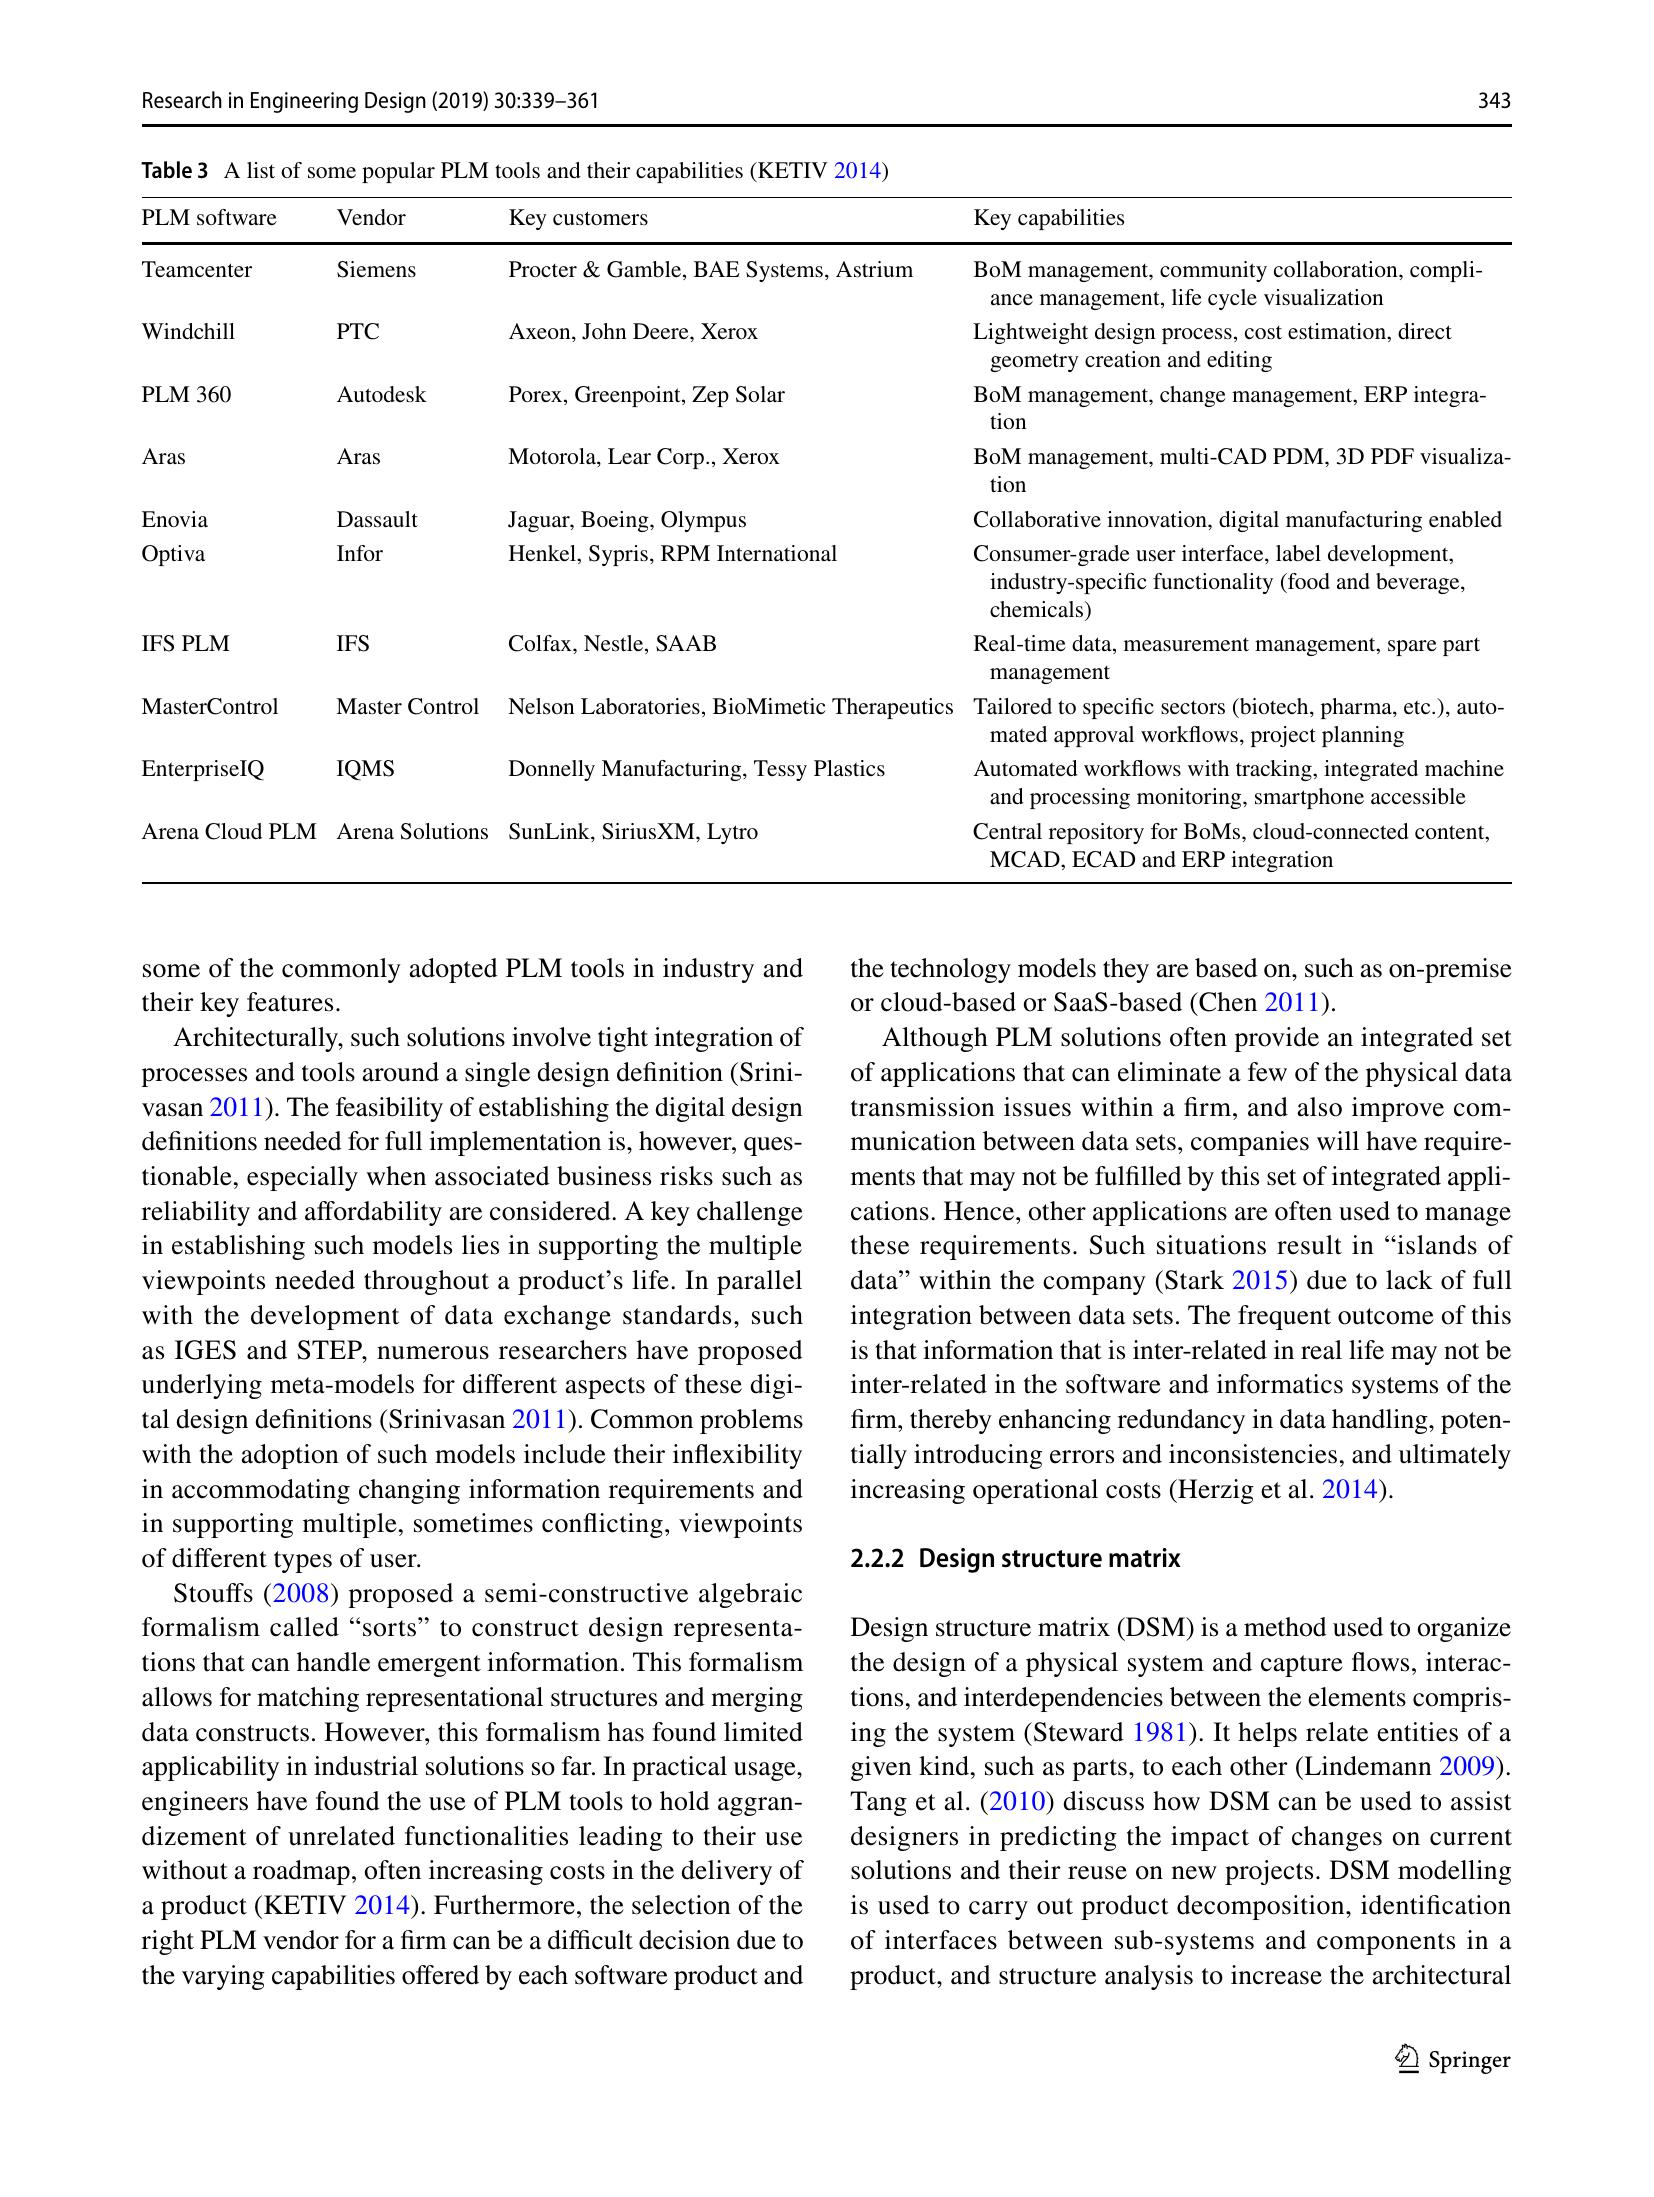 Research in Engineering Design (2019) 30:339–361
343
Table 3 A list of some popular PLM tools and their capabilities (KETIV 2014)
PLM software Vendor Key customers Key capabilities
Teamcenter Siemens Procter & Gamble, BAE Systems, Astrium BoM management, community collaboration, compli-
ance management, life cycle visualization
Windchill PTC Axeon, John Deere, Xerox Lightweight design process, cost estimation, direct
geometry creation and editing
PLM 360 Autodesk Porex, Greenpoint, Zep Solar BoM management, change management, ERP integra-
tion
Aras Aras Motorola, Lear Corp., Xerox BoM management, multi-CAD PDM, 3D PDF visualiza-
tion
Enovia Dassault Jaguar, Boeing, Olympus Collaborative innovation, digital manufacturing enabled
Optiva Infor Henkel, Sypris, RPM International Consumer-grade user interface, label development,
industry-specific functionality (food and beverage,
chemicals)
IFS PLM IFS Colfax, Nestle, SAAB Real-time data, measurement management, spare part
management
MasterControl Master Control Nelson Laboratories, BioMimetic Therapeutics Tailored to specific sectors (biotech, pharma, etc.), auto-
mated approval workflows, project planning
EnterpriseIQ IQMS Donnelly Manufacturing, Tessy Plastics Automated workflows with tracking, integrated machine
and processing monitoring, smartphone accessible
Arena Cloud PLM Arena Solutions SunLink, SiriusXM, Lytro Central repository for BoMs, cloud-connected content,
MCAD, ECAD and ERP integration
some of the commonly adopted PLM tools in industry and
their key features.
Architecturally, such solutions involve tight integration of
processes and tools around a single design definition (Srini-
vasan 2011). The feasibility of establishing the digital design
definitions needed for full implementation is, however, ques-
tionable, especially when associated business risks such as
reliability and affordability are considered. A key challenge
in establishing such models lies in supporting the multiple
viewpoints needed throughout a product’s life. In parallel
with the development of data exchange standards, such
as IGES and STEP, numerous researchers have proposed
underlying meta-models for different aspects of these digi-
tal design definitions (Srinivasan 2011). Common problems
with the adoption of such models include their inflexibility
in accommodating changing information requirements and
in supporting multiple, sometimes conflicting, viewpoints
of different types of user.
Stouffs (2008) proposed a semi-constructive algebraic
formalism called “sorts” to construct design representa-
tions that can handle emergent information. This formalism
allows for matching representational structures and merging
data constructs. However, this formalism has found limited
applicability in industrial solutions so far. In practical usage,
engineers have found the use of PLM tools to hold aggran-
dizement of unrelated functionalities leading to their use
without a roadmap, often increasing costs in the delivery of
a product (KETIV 2014). Furthermore, the selection of the
right PLM vendor for a firm can be a difficult decision due to
the varying capabilities offered by each software product and
the technology models they are based on, such as on-premise
or cloud-based or SaaS-based (Chen 2011).
Although PLM solutions often provide an integrated set
of applications that can eliminate a few of the physical data
transmission issues within a firm, and also improve com-
munication between data sets, companies will have require-
ments that may not be fulfilled by this set of integrated appli-
cations. Hence, other applications are often used to manage
these requirements. Such situations result in “islands of
data” within the company (Stark 2015) due to lack of full
integration between data sets. The frequent outcome of this
is that information that is inter-related in real life may not be
inter-related in the software and informatics systems of the
firm, thereby enhancing redundancy in data handling, poten-
tially introducing errors and inconsistencies, and ultimately
increasing operational costs (Herzig et al. 2014).
2.2.2 Design structure matrix
Design structure matrix (DSM) is a method used to organize
the design of a physical system and capture flows, interac-
tions, and interdependencies between the elements compris-
ing the system (Steward 1981). It helps relate entities of a
given kind, such as parts, to each other (Lindemann 2009).
Tang et al. (2010) discuss how DSM can be used to assist
designers in predicting the impact of changes on current
solutions and their reuse on new projects. DSM modelling
is used to carry out product decomposition, identification
of interfaces between sub-systems and components in a
product, and structure analysis to increase the architectural
Springer